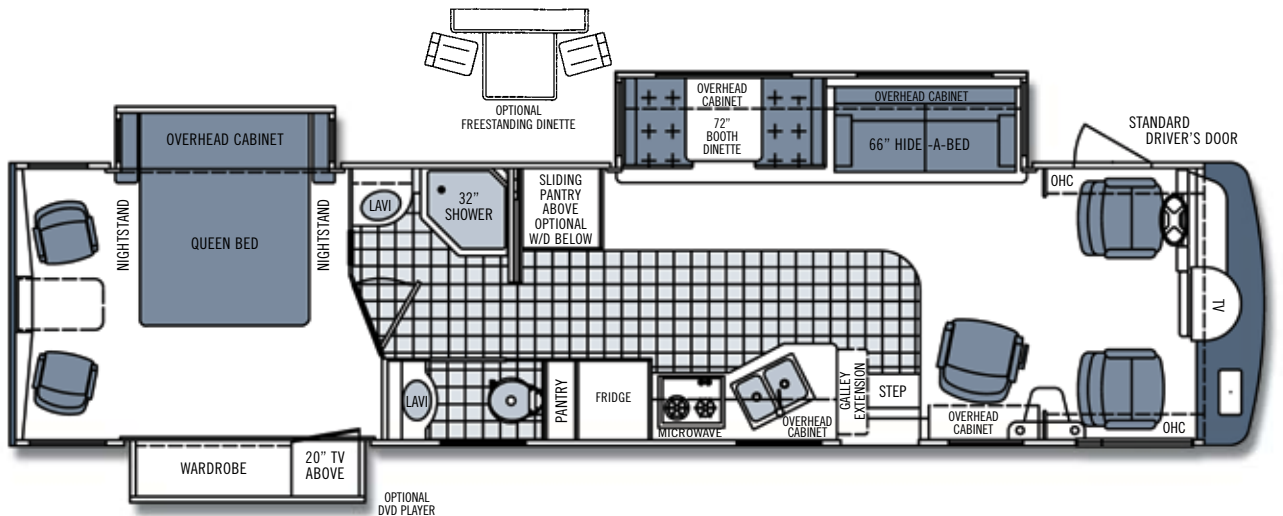 OPTIONAL
FREESTANDING DINETTE
OVERHEAD
CABINET
72"
BOOTH
DINETTE
OVERHEAD CABINET
66" HIDE-A-BED
STANDARD
DRIVER'S DOOR
OVERHEAD CABINET
NIGHTSTAND
QUEEN BED
NIGHTSTAND
LAVI
32"
SHOWER
SLIDING
PANTRY
ABOVE
OPTIONAL
W/D BELOW
OHC
TV
LAVI
PANTRY
FRIDGE
MICROWAVE
OVERHEAD
CABINET
GALLEY
EXTENSION
STEP
OVERHEAD
CABINET
OHC
WARDROBE
20" TV
ABOVE
OPTIONAL
DVD PLAYER